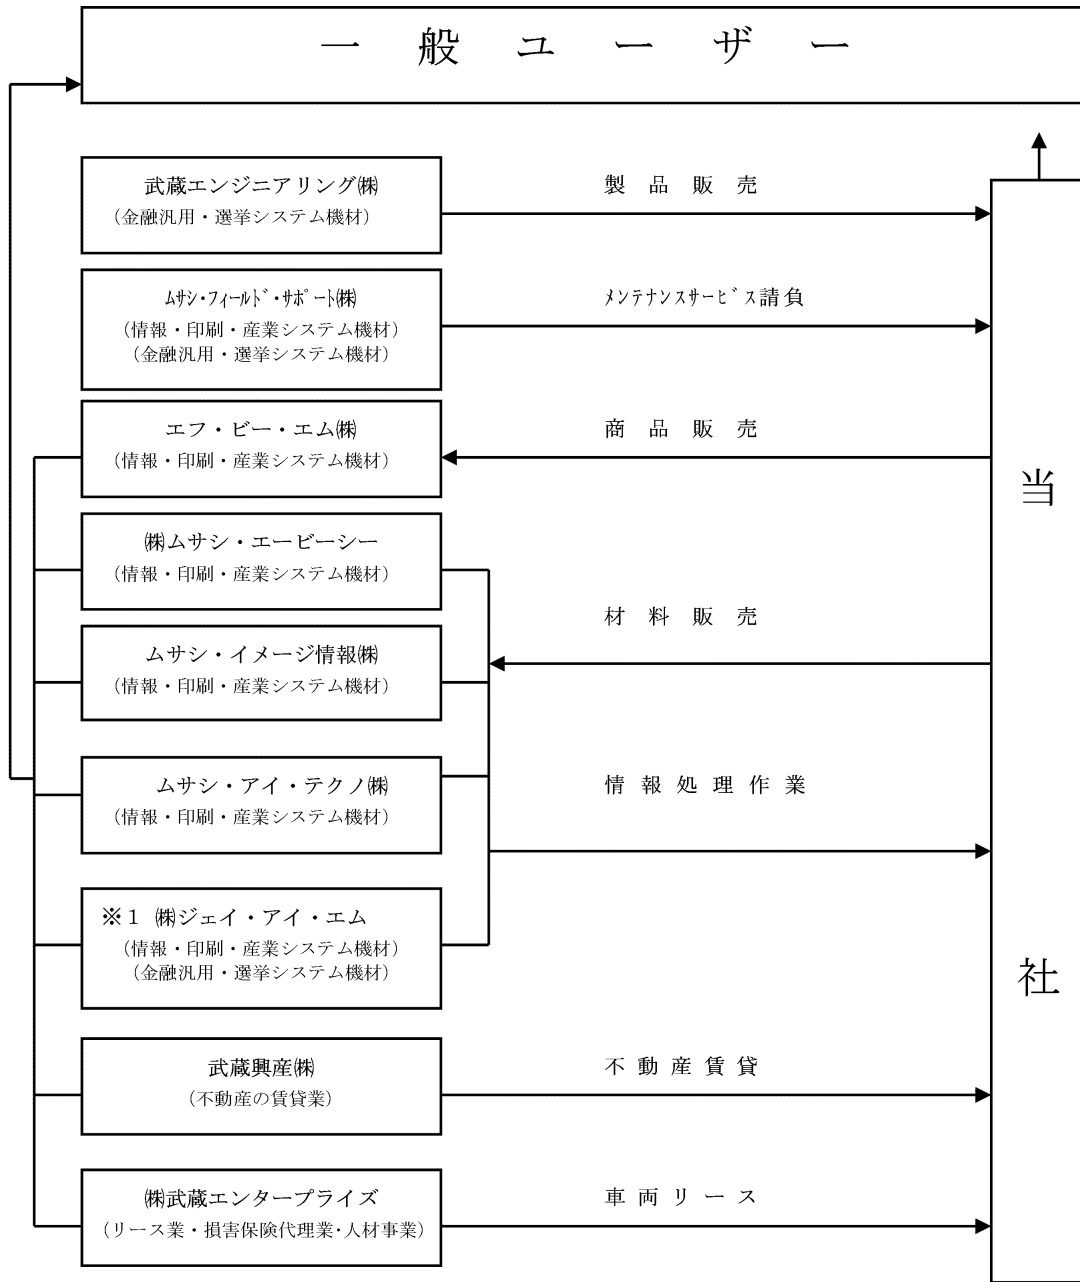 一般ユーザー
武蔵エンジニアリング㈱
（金融汎用・選挙システム機材）
製品販売
ﾑｻｼ・ﾌｨｰﾙﾄﾞ・ｻﾎﾟｰﾄ㈱
（情報・印刷・産業システム機材）
（金融汎用・選挙システム機材）
ﾒﾝﾃﾅﾝｽｻｰﾋﾞｽ請負
エフ・ビー・エム㈱
（情報・印刷・産業システム機材）
商品販売
当社
㈱ムサシ・エービーシー
（情報・印刷・産業システム機材）
材料販売
ムサシ・イメージ情報㈱
（情報・印刷・産業システム機材）
ムサシ・アイ・テクノ㈱
（情報・印刷・産業システム機材）
情報処理作業
※１ ㈱ジェイ・アイ・エム
（情報・印刷・産業システム機材）
（金融汎用・選挙システム機材）
武蔵興産㈱
（不動産の賃貸業）
不動産賃貸
㈱武蔵エンタープライズ
（リース業・損害保険代理業・人材事業）
車両リース